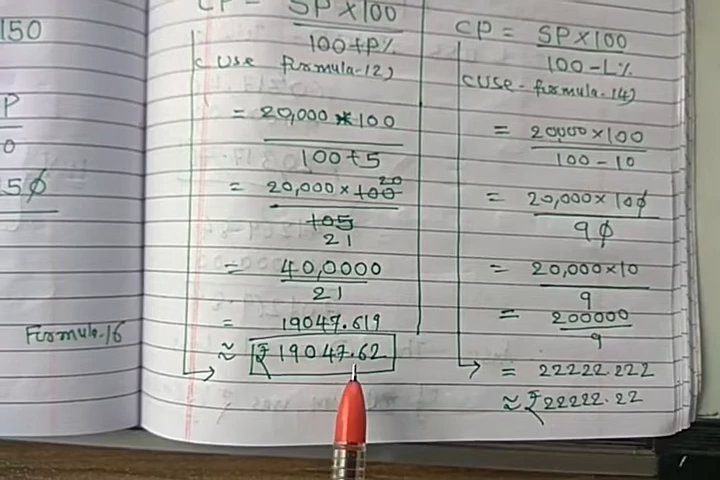 150
P
0
5∅
Formula.16
CP = SP×100
100+P%
(use formula-12)
= 20,000 × 100
100+5
= 20,000 × 100 20
105
21
= 40,0000
21
= 19047.619
≈ ₹19047.62
CP = SP×100
100-L%
(use-formula-14)
= 20,000 × 100
100-10
= 20,000 × 100
90
= 20,000×10
9
= 200000
9
= 22222.222
≈ ₹22222.22